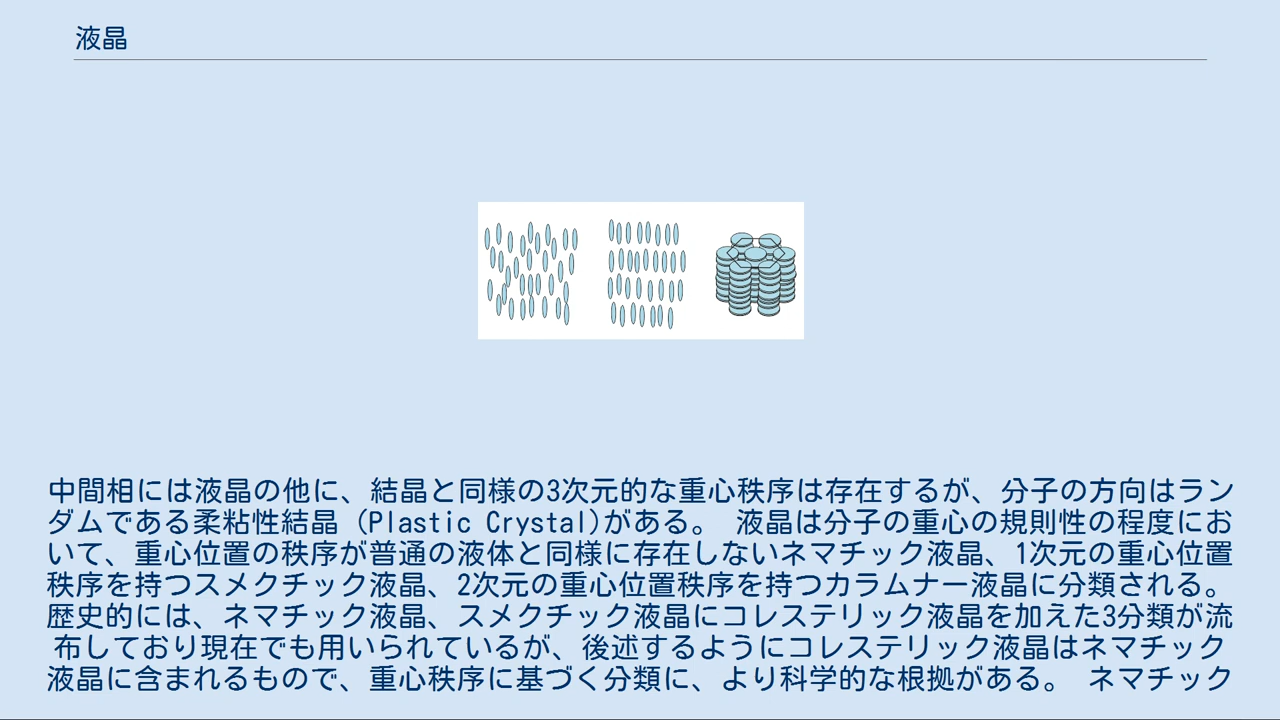 液晶
中間相には液晶の他に、結晶と同様の3次元的な重心秩序は存在するが、分子の方向はラン
ダムである柔粘性結晶（Plastic Crystal)がある。 液晶は分子の重心の規則性の程度にお
いて、重心位置の秩序が普通の液体と同様に存在しないネマチック液晶、1次元の重心位置
秩序を持つスメクチック液晶、2次元の重心位置秩序を持つカラムナー液晶に分類される。
歴史的には、ネマチック液晶、スメクチック液晶にコレステリック液晶を加えた3分類が流
布しており現在でも用いられているが、後述するようにコレステリック液晶はネマチック
液晶に含まれるもので、重心秩序に基づく分類に、より科学的な根拠がある。 ネマチック